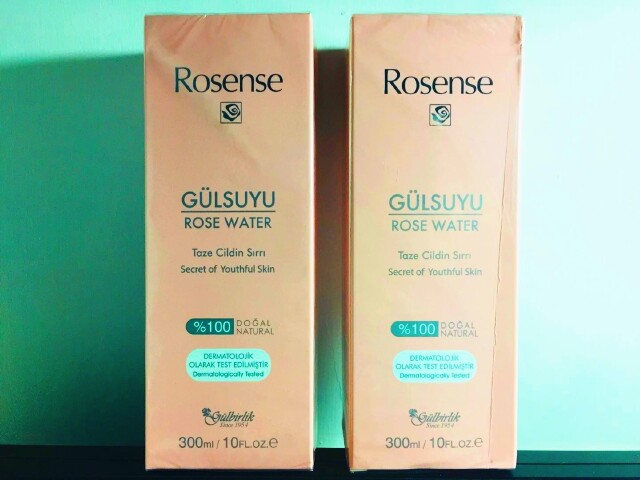 Rosense
GÜLSUYU
ROSE WATER
Taze Cildin Sırrı
Secret of Youthful Skin
%100 DOĞAL
NATURAL
DERMATOLOJİK
OLARAK TEST EDİLMİŞTİR
Dermatologically Tested
Gülbirlik
Since 1954
300ml / 10FL.OZ.e
Rosense
GÜLSUYU
ROSE WATER
Taze Cildin Sırrı
Secret of Youthful Skin
%100 DOĞAL
NATURAL
DERMATOLOJİK
OLARAK TEST EDİLMİŞTİR
Dermatologically Tested
Gülbirlik
Since 1954
300ml / 10FL.OZ.e